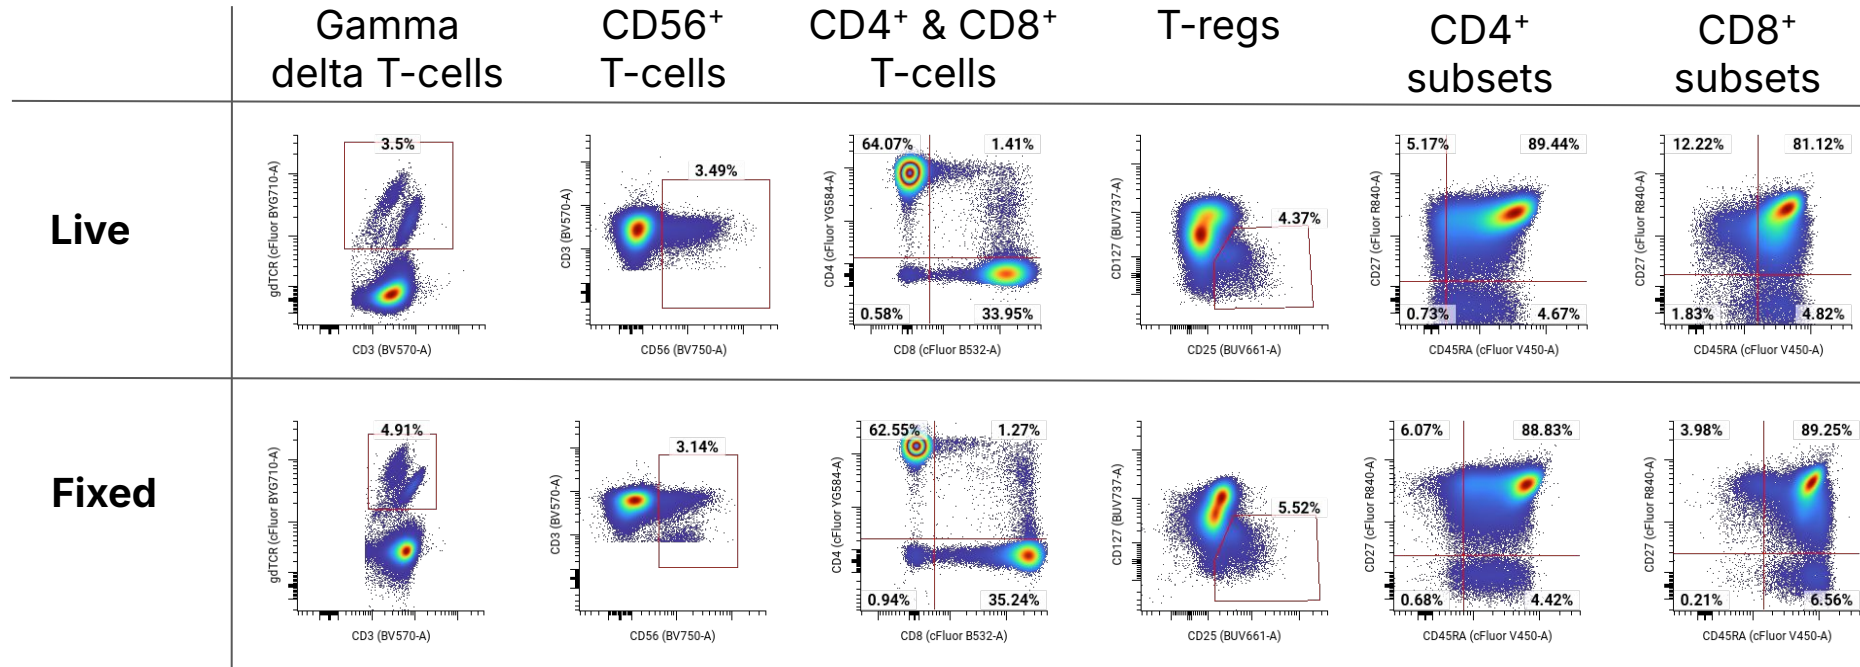 Gamma
delta T-cells
CD56⁺
T-cells
CD4⁺ & CD8⁺
T-cells
T-regs
CD4⁺
subsets
CD8⁺
subsets
Live
3.5%
gdTCR (cFluor BYG710-A)
CD3 (BV570-A)
3.49%
CD3 (BV570-A)
CD56 (BV750-A)
64.07%
1.41%
0.58%
33.95%
CD4 (cFluor YG584-A)
CD8 (cFluor B532-A)
4.37%
CD127 (BUV737-A)
CD25 (BUV661-A)
5.17%
89.44%
0.73%
4.67%
CD27 (cFluor R840-A)
CD45RA (cFluor V450-A)
12.22%
81.12%
1.83%
4.82%
CD27 (cFluor R840-A)
CD45RA (cFluor V450-A)
Fixed
4.91%
gdTCR (cFluor BYG710-A)
CD3 (BV570-A)
3.14%
CD3 (BV570-A)
CD56 (BV750-A)
62.55%
1.27%
0.94%
35.24%
CD4 (cFluor YG584-A)
CD8 (cFluor B532-A)
5.52%
CD127 (BUV737-A)
CD25 (BUV661-A)
6.07%
88.83%
0.68%
4.42%
CD27 (cFluor R840-A)
CD45RA (cFluor V450-A)
3.98%
89.25%
0.21%
6.56%
CD27 (cFluor R840-A)
CD45RA (cFluor V450-A)